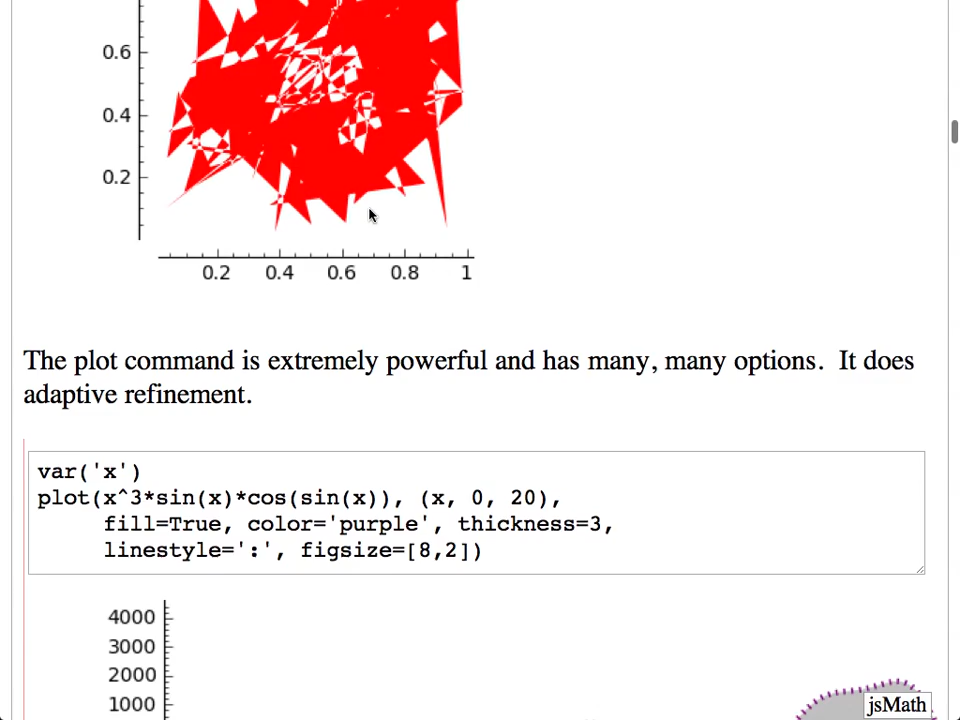 0.6
0.4
0.2
0.2 0.4 0.6 0.8 1
The plot command is extremely powerful and has many, many options.  It does
adaptive refinement.
var('x')
plot(x^3*sin(x)*cos(sin(x)), (x, 0, 20),
     fill=True, color='purple', thickness=3,
     linestyle=':', figsize=[8,2])
4000
3000
2000
1000
jsMath